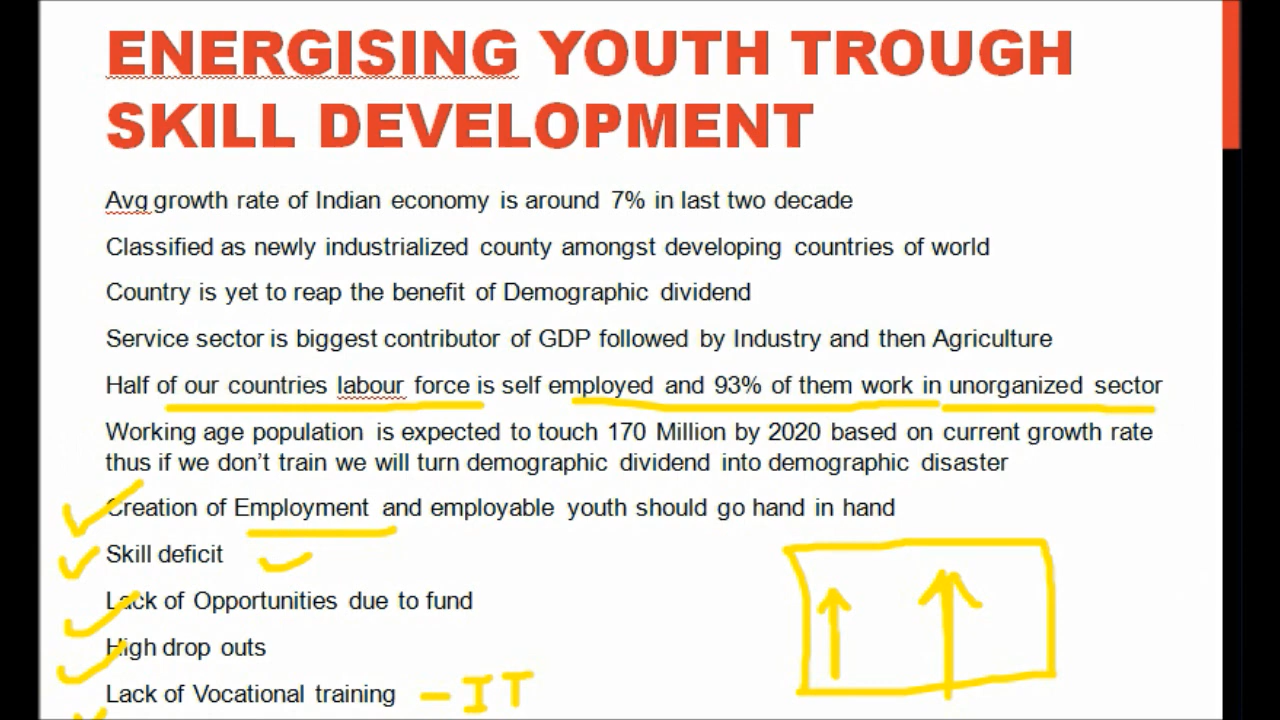 ENERGISING YOUTH TROUGH
SKILL DEVELOPMENT
Avg growth rate of Indian economy is around 7% in last two decade
Classified as newly industrialized county amongst developing countries of world
Country is yet to reap the benefit of Demographic dividend
Service sector is biggest contributor of GDP followed by Industry and then Agriculture
Half of our countries labour force is self employed and 93% of them work in unorganized sector
Working age population is expected to touch 170 Million by 2020 based on current growth rate
thus if we don't train we will turn demographic dividend into demographic disaster
Creation of Employment and employable youth should go hand in hand
Skill deficit
Lack of Opportunities due to fund
High drop outs
Lack of Vocational training – IT